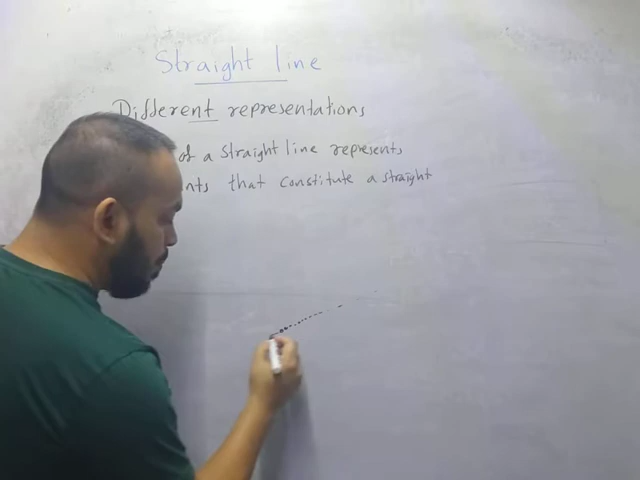 Straight line
Different representations
of a straight line represents
nts that constitute a straight